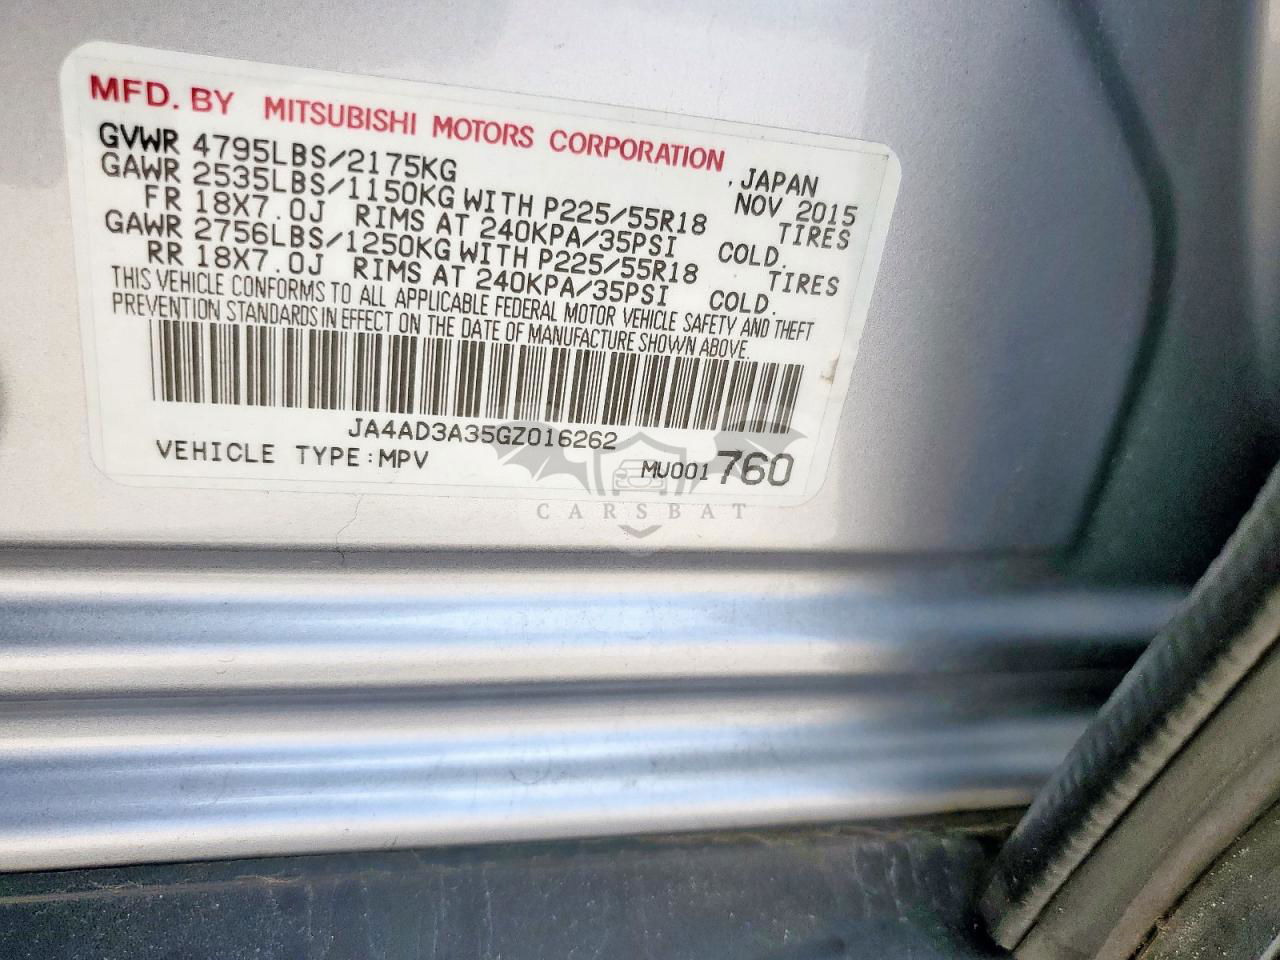 MFD. BY MITSUBISHI MOTORS CORPORATION
, JAPAN
GVWR 4795LBS/2175KG NOV 2015
GAWR 2535LBS/1150KG WITH P225/55R18 TIRES
FR 18X7.0J RIMS AT 240KPA/35PSI COLD.
GAWR 2756LBS/1250KG WITH P225/55R18 TIRES
RR 18X7.0J RIMS AT 240KPA/35PSI COLD.
THIS VEHICLE CONFORMS TO ALL APPLICABLE FEDERAL MOTOR VEHICLE SAFETY AND THEFT
PREVENTION STANDARDS IN EFFECT ON THE DATE OF MANUFACTURE SHOWN ABOVE.
JA4AD3A35GZ016262
VEHICLE TYPE:MPV MU001760
CARSBAT